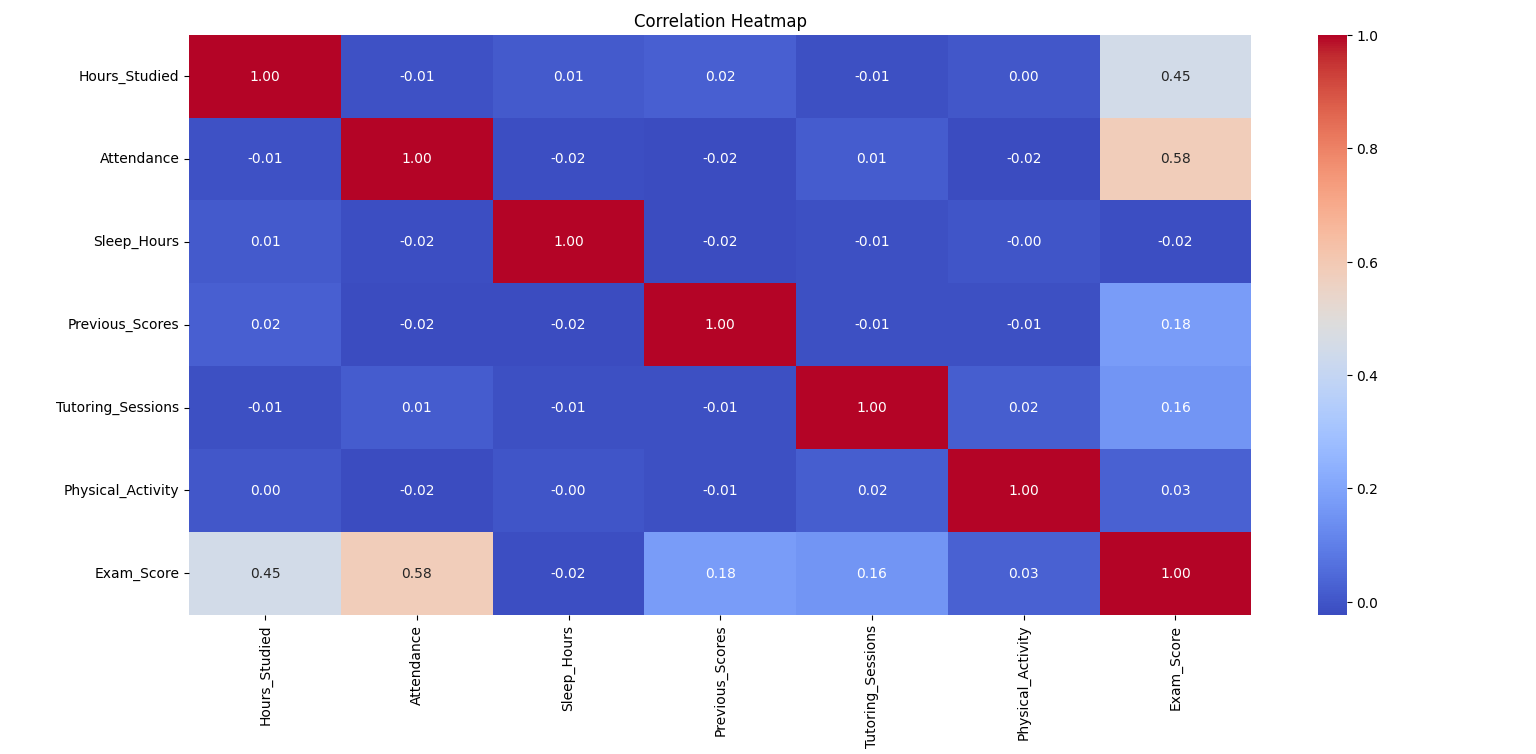 Correlation Heatmap
Hours_Studied 1.00 -0.01 0.01 0.02 -0.01 0.00 0.45
Attendance -0.01 1.00 -0.02 -0.02 0.01 -0.02 0.58
Sleep_Hours 0.01 -0.02 1.00 -0.02 -0.01 -0.00 -0.02
Previous_Scores 0.02 -0.02 -0.02 1.00 -0.01 -0.01 0.18
Tutoring_Sessions -0.01 0.01 -0.01 -0.01 1.00 0.02 0.16
Physical_Activity 0.00 -0.02 -0.00 -0.01 0.02 1.00 0.03
Exam_Score 0.45 0.58 -0.02 0.18 0.16 0.03 1.00
Hours_Studied
Attendance
Sleep_Hours
Previous_Scores
Tutoring_Sessions
Physical_Activity
Exam_Score
1.0
0.8
0.6
0.4
0.2
0.0